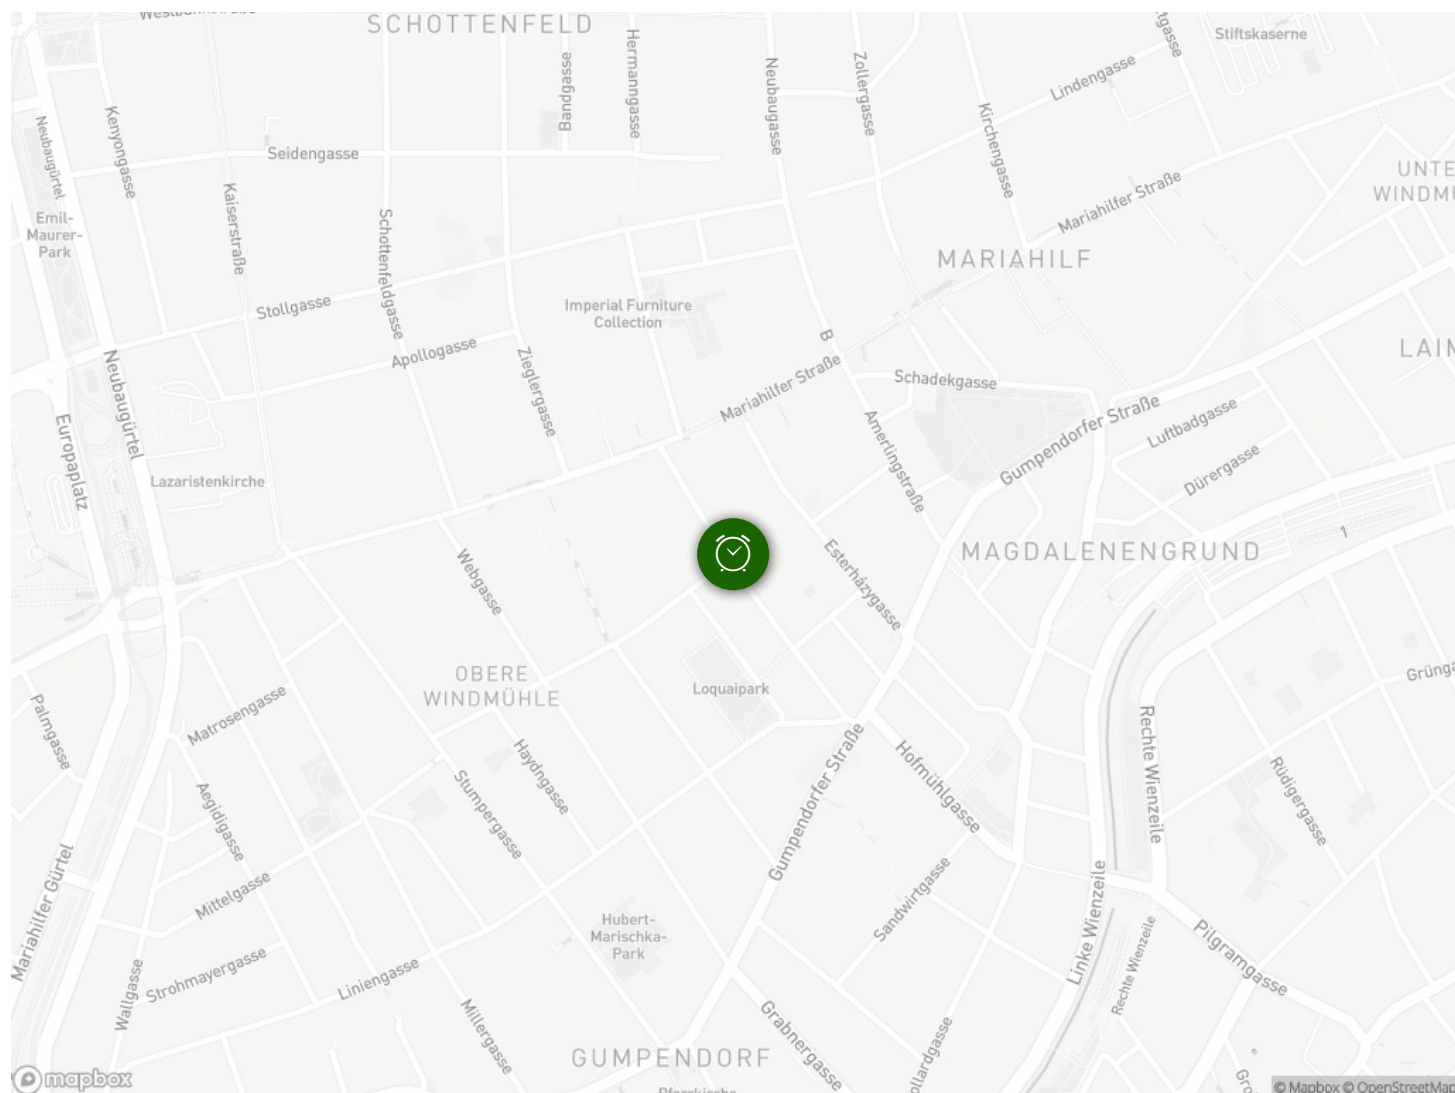 SCHOTTENFELD
Stiftskaserne
Hermanngasse
Bandgasse
Neubaugasse
Zollergasse
Lindengasse
Kirchengasse
Kenyongasse
Neubaugürtel
Seidengasse
Kaiserstraße
Mariahilfer Straße
Emil-
Maurer-
Park
Schottenfeldgasse
MARIAHILF
Stollgasse
Imperial Furniture
Collection
Apollogasse
Zieglergasse
B
Neubaugürtel
Europaplatz
Mariahilfer Straße
Schadekgasse
Amerlingstraße
Gumpendorfer Straße
Luftbadgasse
Dürergasse
Lazaristenkirche
1
Webgasse
Esterházygasse
MAGDALENENGRUND
OBERE
WINDMÜHLE
Loquaipark
Palmgasse
Matrosengasse
Haydngasse
Stumpergasse
Gumpendorfer Straße
Hofmühlgasse
Rechte Wienzeile
Rüdigergasse
Aegidigasse
Mittelgasse
Mariahilfer Gürtel
Sandwirtgasse
Linke Wienzeile
Rechte Wienzeile
Pilgramgasse
Hubert-
Marischka-
Park
Strohmayergasse
Wallgasse
Liniengasse
Millergasse
Grabnergasse
GUMPENDORF
mapbox
© Mapbox © OpenStreetMap